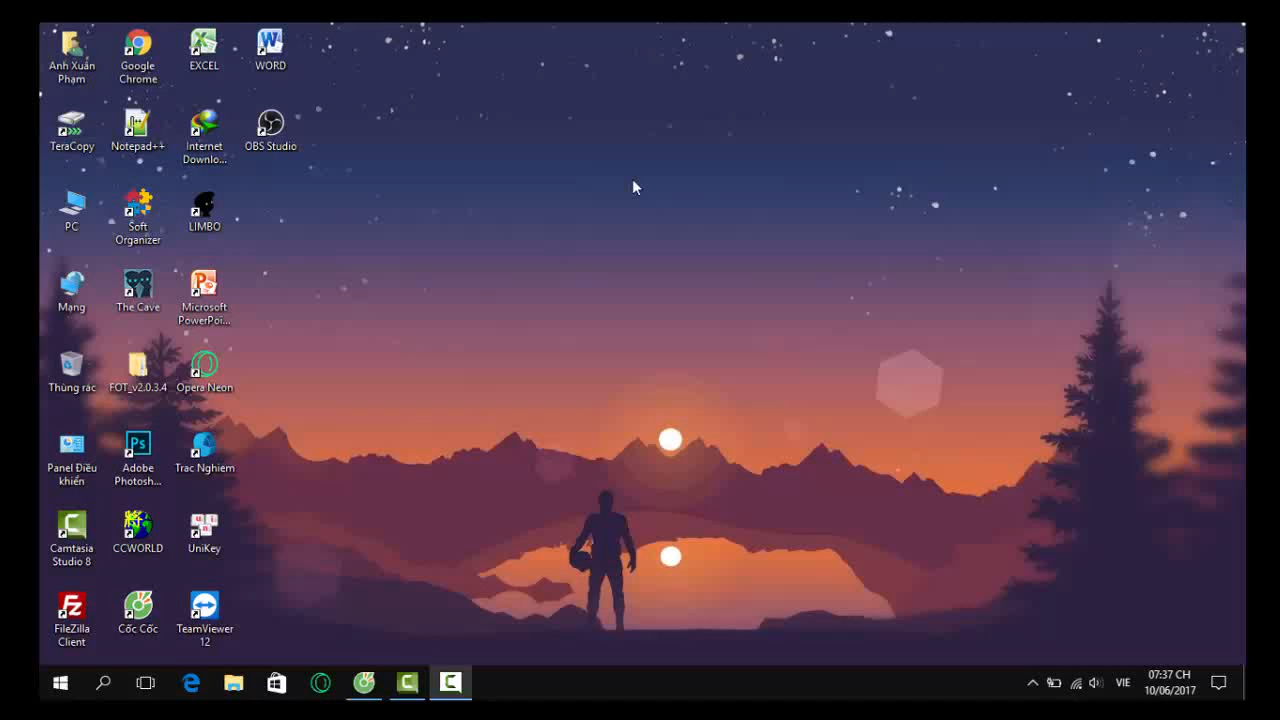 Anh Xuân
Phạm
Google
Chrome
EXCEL
WORD
TeraCopy
Notepad++
Internet
Downlo...
OBS Studio
PC
Soft
Organizer
LIMBO
Mạng
The Cave
Microsoft
PowerPoi...
Thùng rác
FOT_v2.0.3.4
Opera Neon
Panel Điều
khiển
Adobe
Photosh...
Trac Nghiem
Camtasia
Studio 8
CCWORLD
UniKey
FileZilla
Client
Cốc Cốc
TeamViewer
12
VIE
07:37 CH
10/06/2017